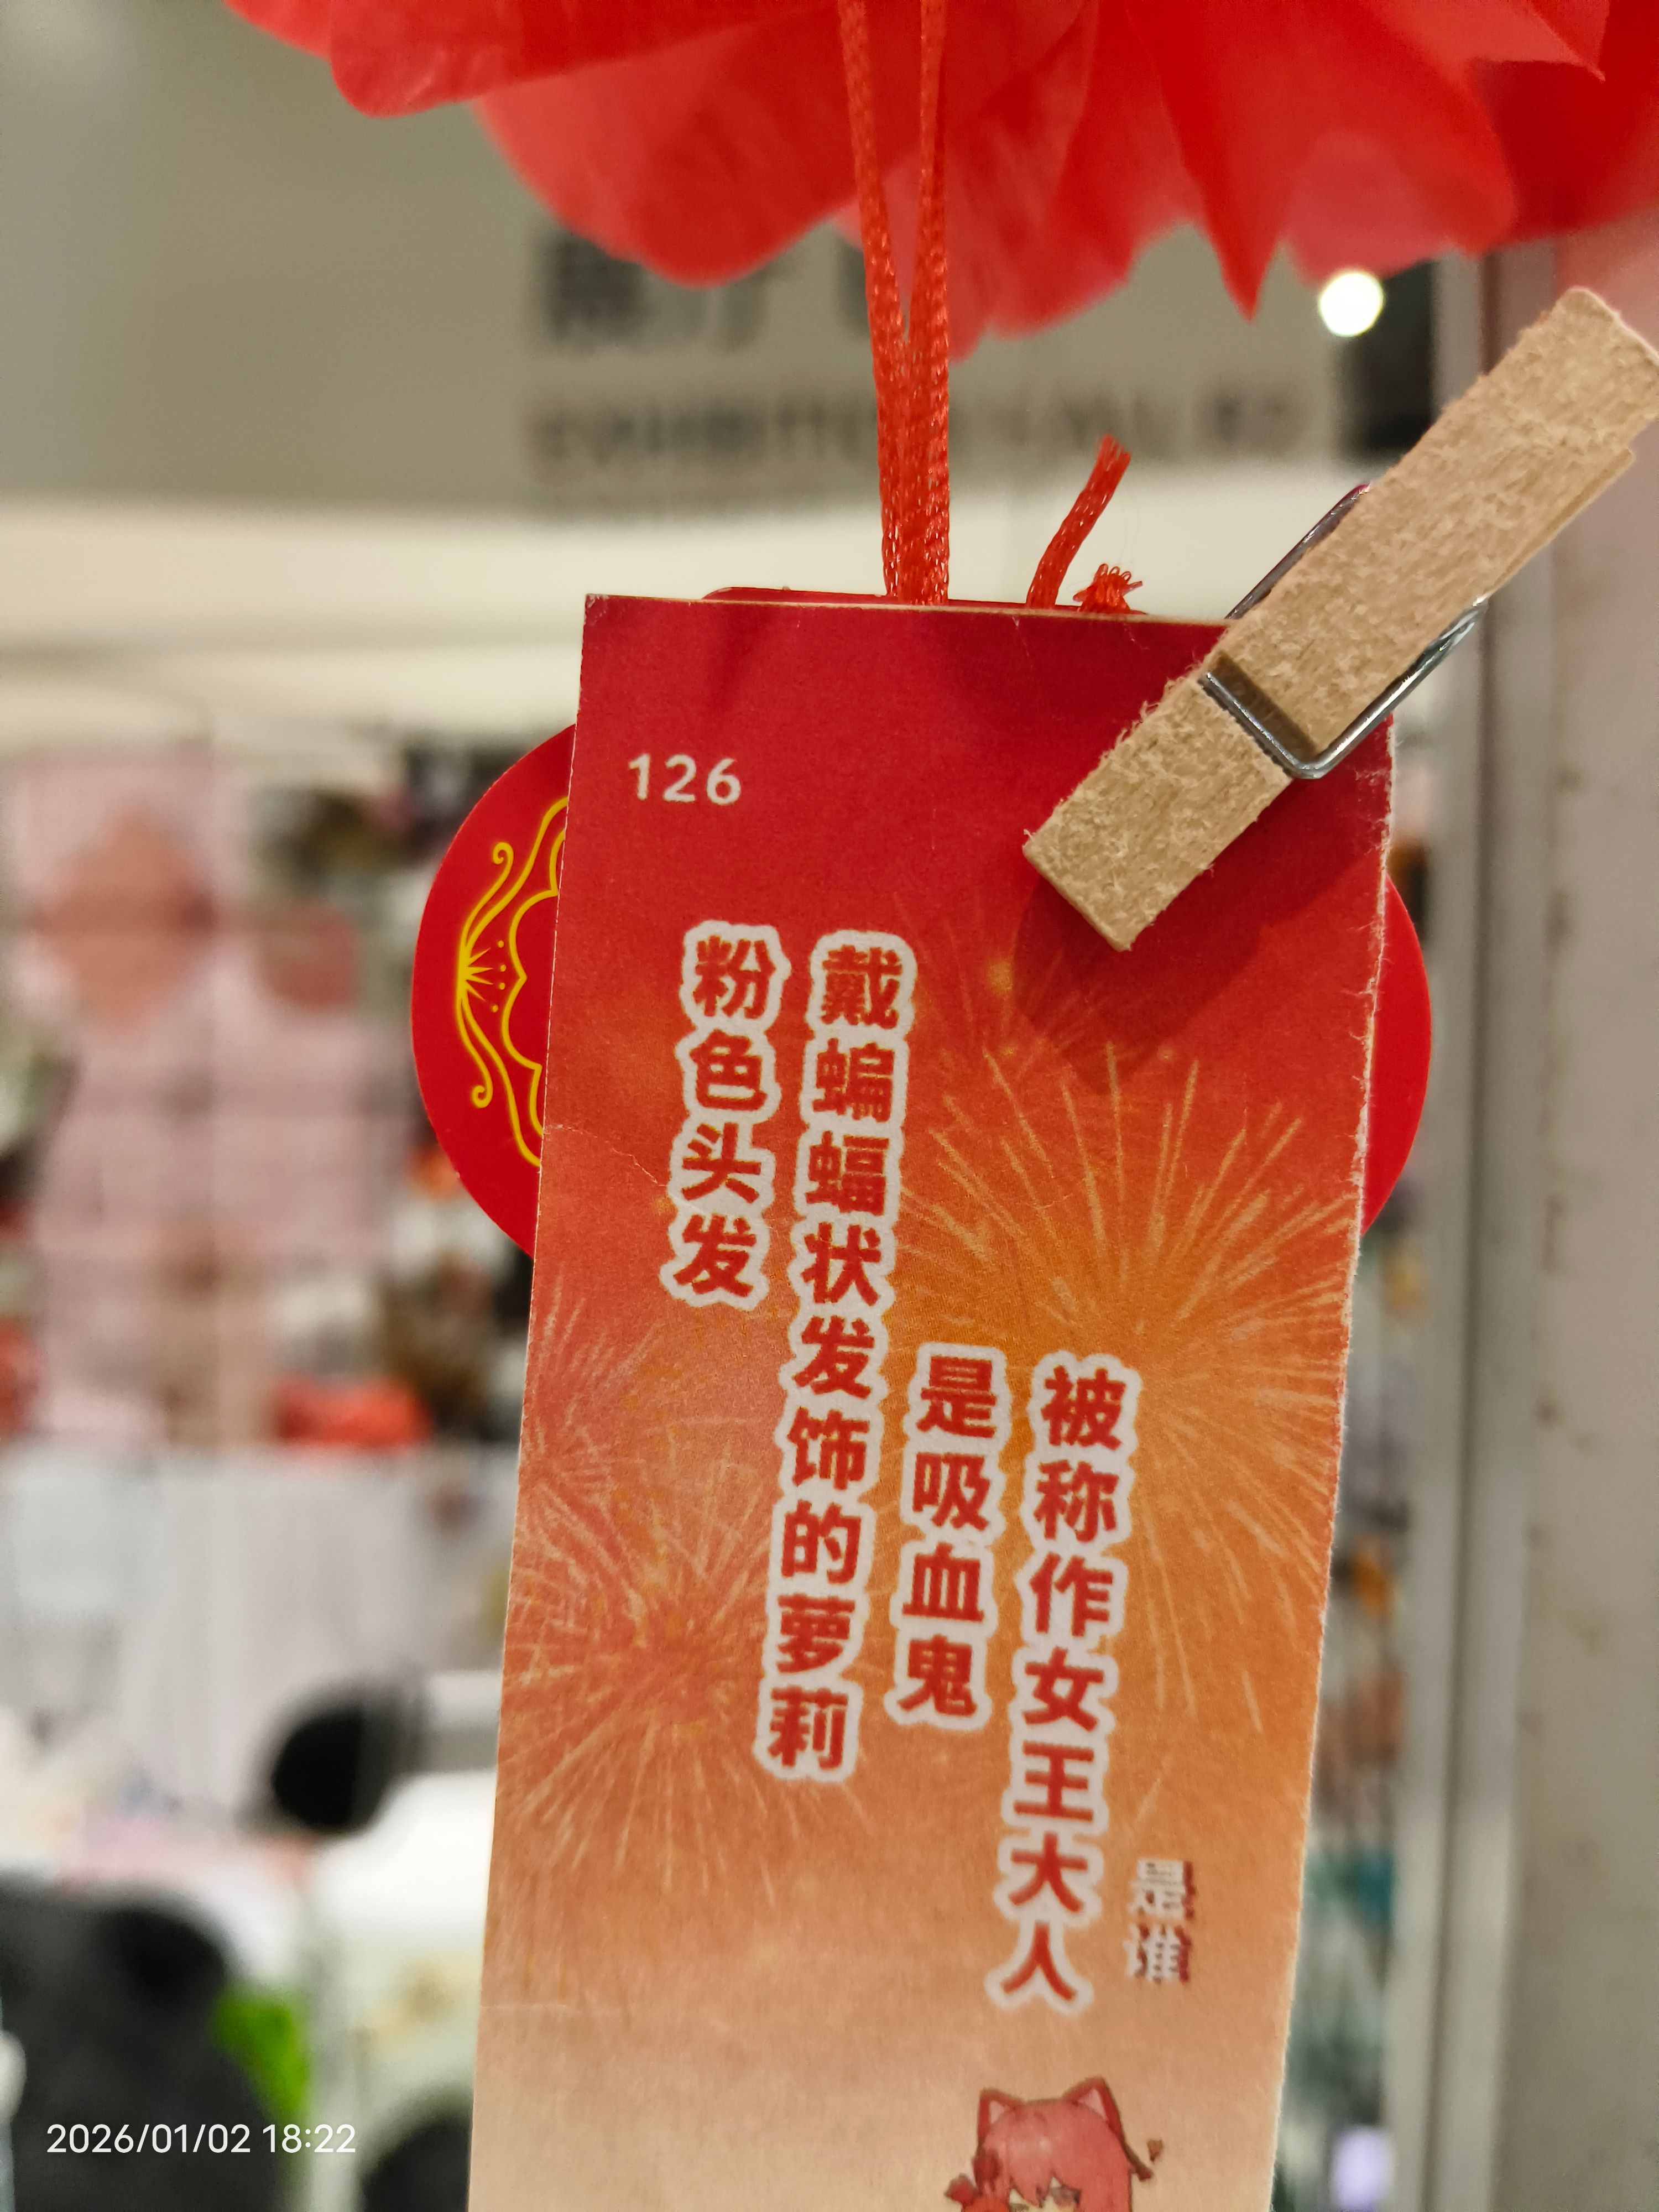 126
粉色头发
戴蝙蝠状发饰的萝莉
是吸血鬼
被称作女王大人
是谁
2026/01/02 18:22